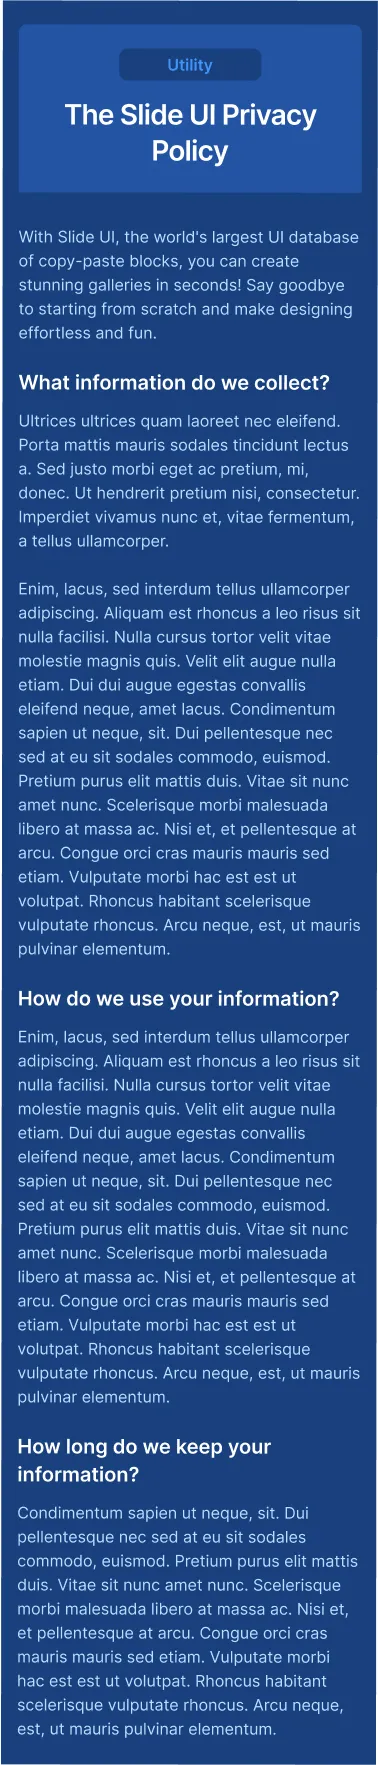 Utility
The Slide UI Privacy
Policy
With Slide UI, the world's largest UI database
of copy-paste blocks, you can create
stunning galleries in seconds! Say goodbye
to starting from scratch and make designing
effortless and fun.
What information do we collect?
Ultrices ultrices quam laoreet nec eleifend.
Porta mattis mauris sodales tincidunt lectus
a. Sed justo morbi eget ac pretium, mi,
donec. Ut hendrerit pretium nisi, consectetur.
Imperdiet vivamus nunc et, vitae fermentum,
a tellus ullamcorper.
Enim, lacus, sed interdum tellus ullamcorper
adipiscing. Aliquam est rhoncus a leo risus sit
nulla facilisi. Nulla cursus tortor velit vitae
molestie magnis quis. Velit elit augue nulla
etiam. Dui dui augue egestas convallis
eleifend neque, amet lacus. Condimentum
sapien ut neque, sit. Dui pellentesque nec
sed at eu sit sodales commodo, euismod.
Pretium purus elit mattis duis. Vitae sit nunc
amet nunc. Scelerisque morbi malesuada
libero at massa ac. Nisi et, et pellentesque at
arcu. Congue orci cras mauris mauris sed
etiam. Vulputate morbi hac est est ut
volutpat. Rhoncus habitant scelerisque
vulputate rhoncus. Arcu neque, est, ut mauris
pulvinar elementum.
How do we use your information?
Enim, lacus, sed interdum tellus ullamcorper
adipiscing. Aliquam est rhoncus a leo risus sit
nulla facilisi. Nulla cursus tortor velit vitae
molestie magnis quis. Velit elit augue nulla
etiam. Dui dui augue egestas convallis
eleifend neque, amet lacus. Condimentum
sapien ut neque, sit. Dui pellentesque nec
sed at eu sit sodales commodo, euismod.
Pretium purus elit mattis duis. Vitae sit nunc
amet nunc. Scelerisque morbi malesuada
libero at massa ac. Nisi et, et pellentesque at
arcu. Congue orci cras mauris mauris sed
etiam. Vulputate morbi hac est est ut
volutpat. Rhoncus habitant scelerisque
vulputate rhoncus. Arcu neque, est, ut mauris
pulvinar elementum.
How long do we keep your
information?
Condimentum sapien ut neque, sit. Dui
pellentesque nec sed at eu sit sodales
commodo, euismod. Pretium purus elit mattis
duis. Vitae sit nunc amet nunc. Scelerisque
morbi malesuada libero at massa ac. Nisi et,
et pellentesque at arcu. Congue orci cras
mauris mauris sed etiam. Vulputate morbi
hac est est ut volutpat. Rhoncus habitant
scelerisque vulputate rhoncus. Arcu neque,
est, ut mauris pulvinar elementum.